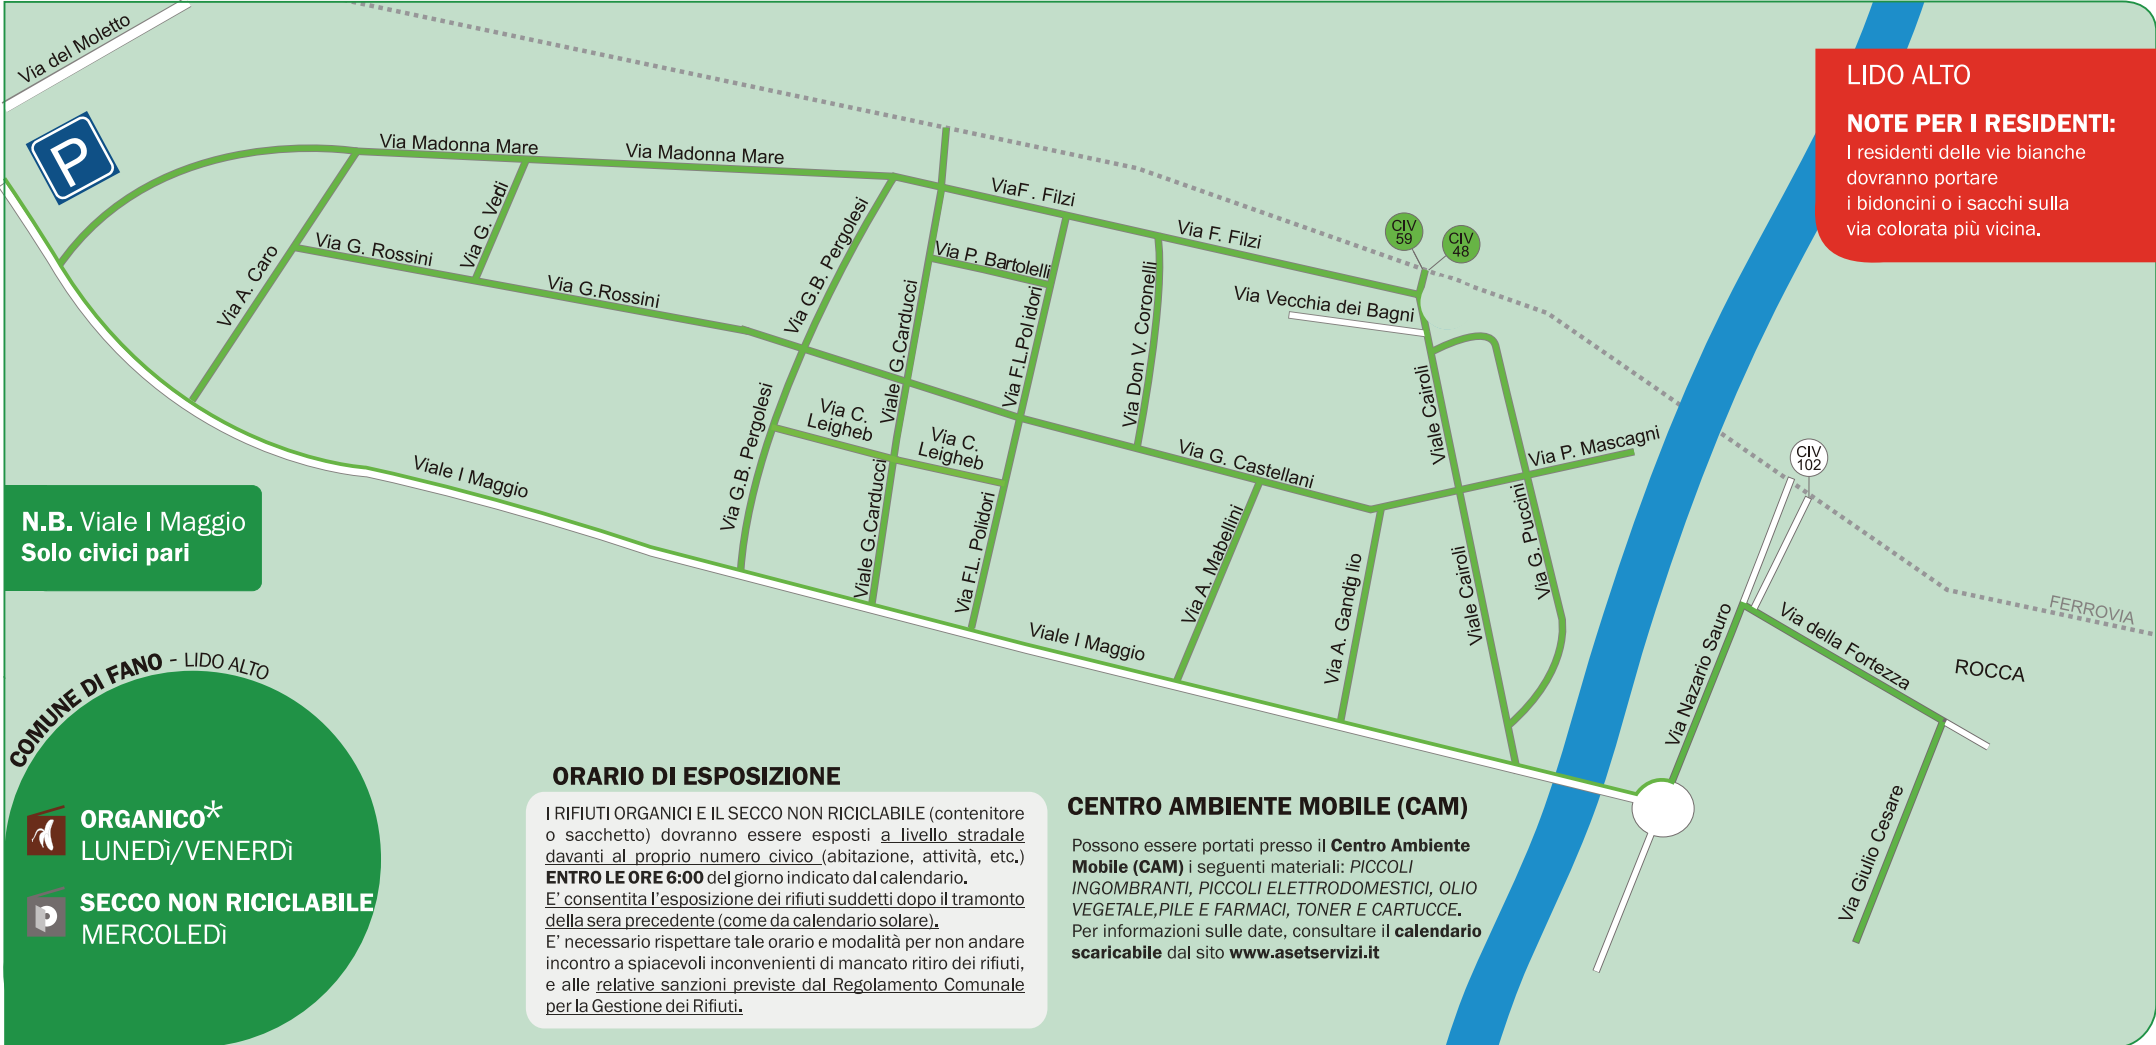 Via del Moletto
P
Via Madonna Mare
Via Madonna Mare
ViaF. Filzi
Via F. Filzi
CIV
59
CIV
48
LIDO ALTO
NOTE PER I RESIDENTI:
I residenti delle vie bianche
dovranno portare
i bidoncini o i sacchi sulla
via colorata più vicina.
Via A. Caro
Via G. Rossini
Via G. Vedi
Via G.Rossini
Via G.B. Pergolesi
Via P. Bartolelli
Viale G.Carducci
Via F.L.Polidori
Via Don V. Coronelli
Via Vecchia dei Bagni
Viale Cairoli
Via C.
Leigheb
Via C.
Leigheb
Via G. Castellani
Via P. Mascagni
CIV
102
Viale I Maggio
Via G.B. Pergolesi
Viale G.Carducci
Via F.L. Polidori
Via A. Mabellini
Via A. Gandiglio
Viale Cairoli
Via G. Puccini
Viale I Maggio
Via Nazario Sauro
Via della Fortezza
FERROVIA
ROCCA
Via Giulio Cesare
N.B. Viale I Maggio
Solo civici pari
COMUNE DI FANO - LIDO ALTO
ORGANICO*
LUNEDì/VENERDì
SECCO NON RICICLABILE
MERCOLEDì
ORARIO DI ESPOSIZIONE
I RIFIUTI ORGANICI E IL SECCO NON RICICLABILE (contenitore
o sacchetto) dovranno essere esposti a livello stradale
davanti al proprio numero civico (abitazione, attività, etc.)
ENTRO LE ORE 6:00 del giorno indicato dal calendario.
E' consentita l'esposizione dei rifiuti suddetti dopo il tramonto
della sera precedente (come da calendario solare).
E' necessario rispettare tale orario e modalità per non andare
incontro a spiacevoli inconvenienti di mancato ritiro dei rifiuti,
e alle relative sanzioni previste dal Regolamento Comunale
per la Gestione dei Rifiuti.
CENTRO AMBIENTE MOBILE (CAM)
Possono essere portati presso il Centro Ambiente
Mobile (CAM) i seguenti materiali: PICCOLI
INGOMBRANTI, PICCOLI ELETTRODOMESTICI, OLIO
VEGETALE,PILE E FARMACI, TONER E CARTUCCE.
Per informazioni sulle date, consultare il calendario
scaricabile dal sito www.asetservizi.it